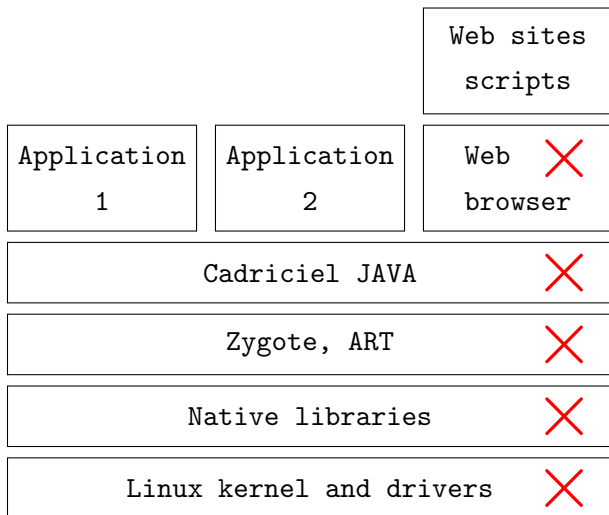 Web sites
scripts
Application
1
Application
2
Web
browser
Cadriciel JAVA
Zygote, ART
Native libraries
Linux kernel and drivers